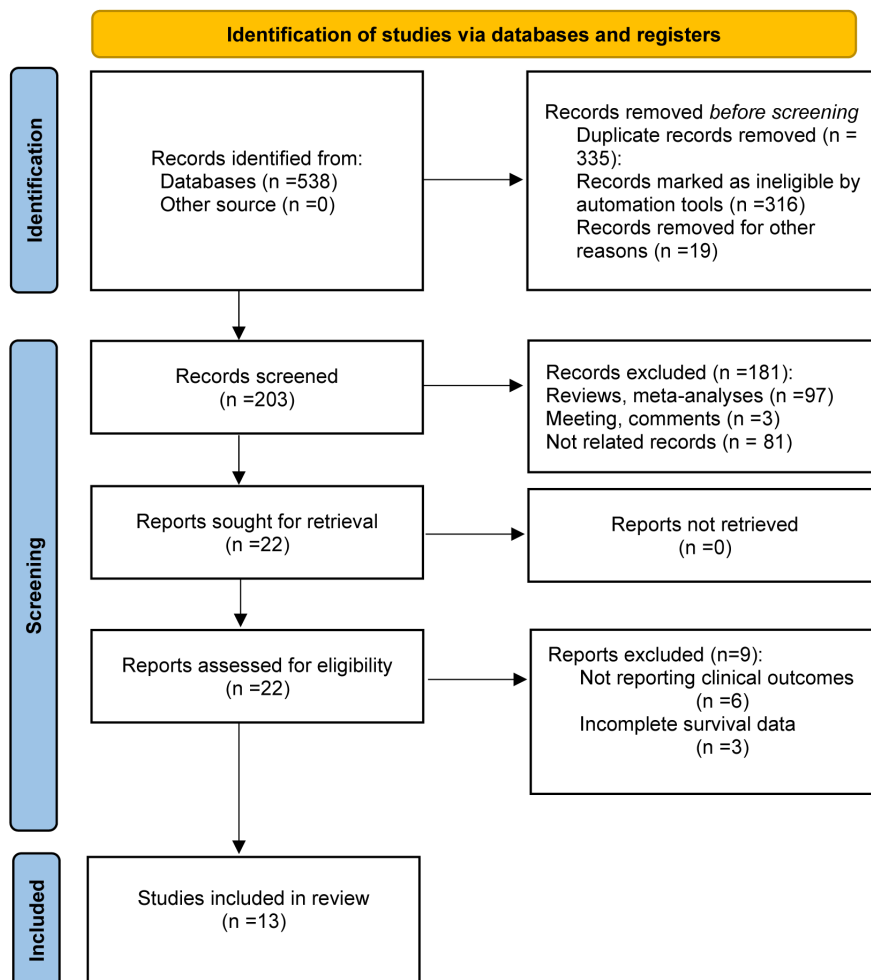 Identification of studies via databases and registers
Identification
Records identified from:
Databases (n =538)
Other source (n =0)
Records removed before screening
Duplicate records removed (n =
335):
Records marked as ineligible by
automation tools (n =316)
Records removed for other
reasons (n =19)
Screening
Records screened
(n =203)
Records excluded (n =181):
Reviews, meta-analyses (n =97)
Meeting, comments (n =3)
Not related records (n = 81)
Reports sought for retrieval
(n =22)
Reports not retrieved
(n =0)
Reports assessed for eligibility
(n =22)
Reports excluded (n=9):
Not reporting clinical outcomes
(n =6)
Incomplete survival data
(n =3)
Included
Studies included in review
(n =13)